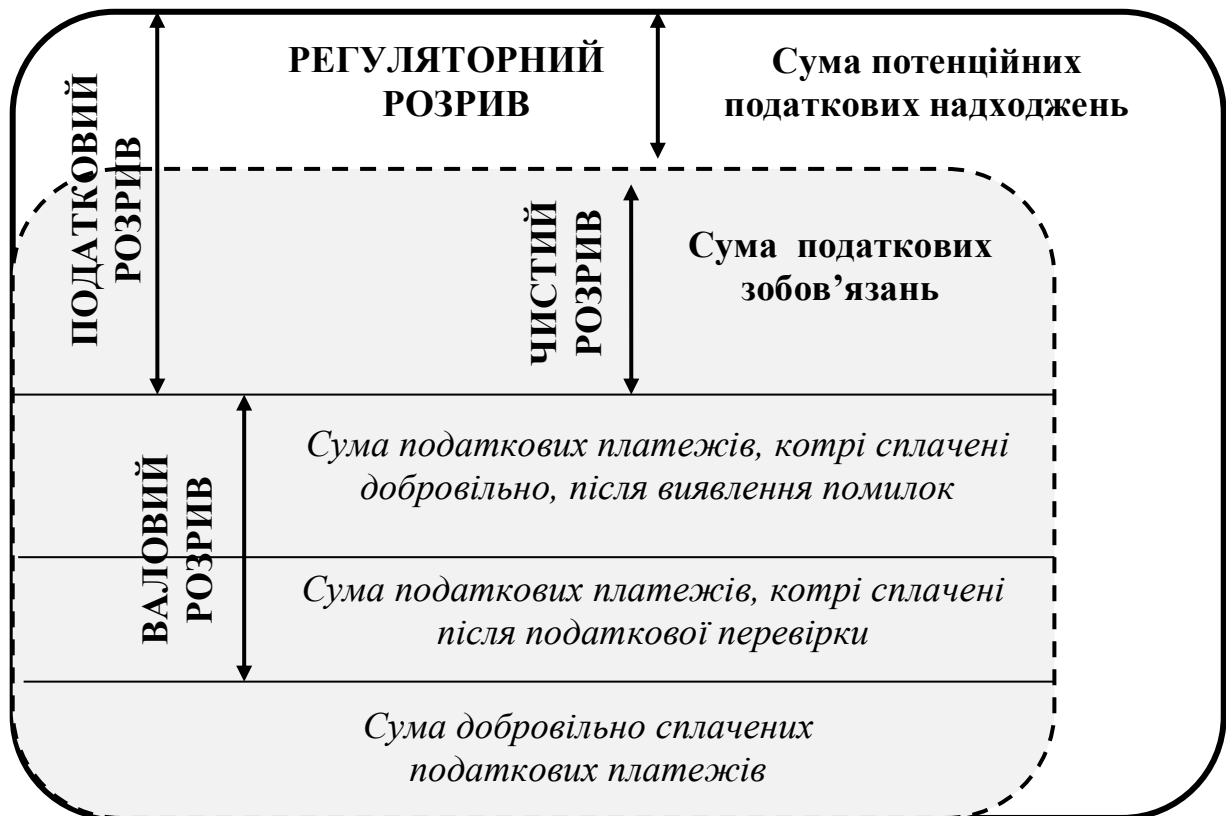 РЕГУЛЯТОРНИЙ
РОЗРИВ
Сума потенційних
податкових надходжень
ПОДАТКОВИЙ
РОЗРИВ
ЧИСТИЙ
РОЗРИВ
Сума податкових
зобов’язань
ВАЛОВИЙ
РОЗРИВ
Сума податкових платежів, котрі сплачені
добровільно, після виявлення помилок
Сума податкових платежів, котрі сплачені
після податкової перевірки
Сума добровільно сплачених
податкових платежів